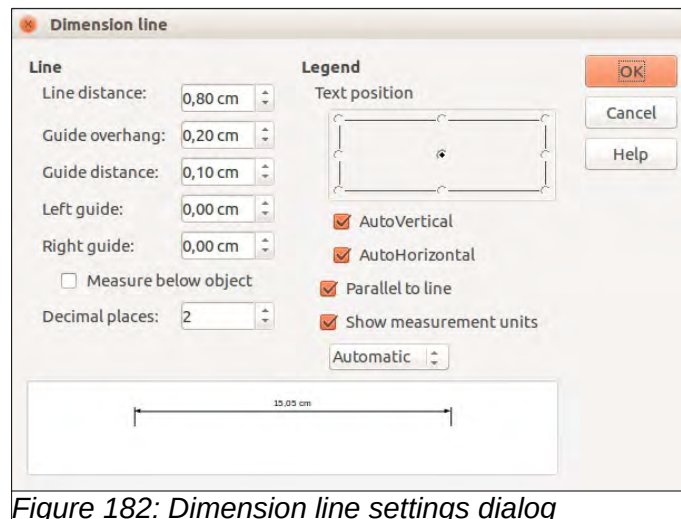 Dimension line
Line
Line distance: 0,80 cm
Guide overhang: 0,20 cm
Guide distance: 0,10 cm
Left guide: 0,00 cm
Right guide: 0,00 cm
Measure below object
Decimal places: 2
Legend
Text position
AutoVertical
AutoHorizontal
Parallel to line
Show measurement units
Automatic
OK
Cancel
Help
15,05 cm
Figure 182: Dimension line settings dialog